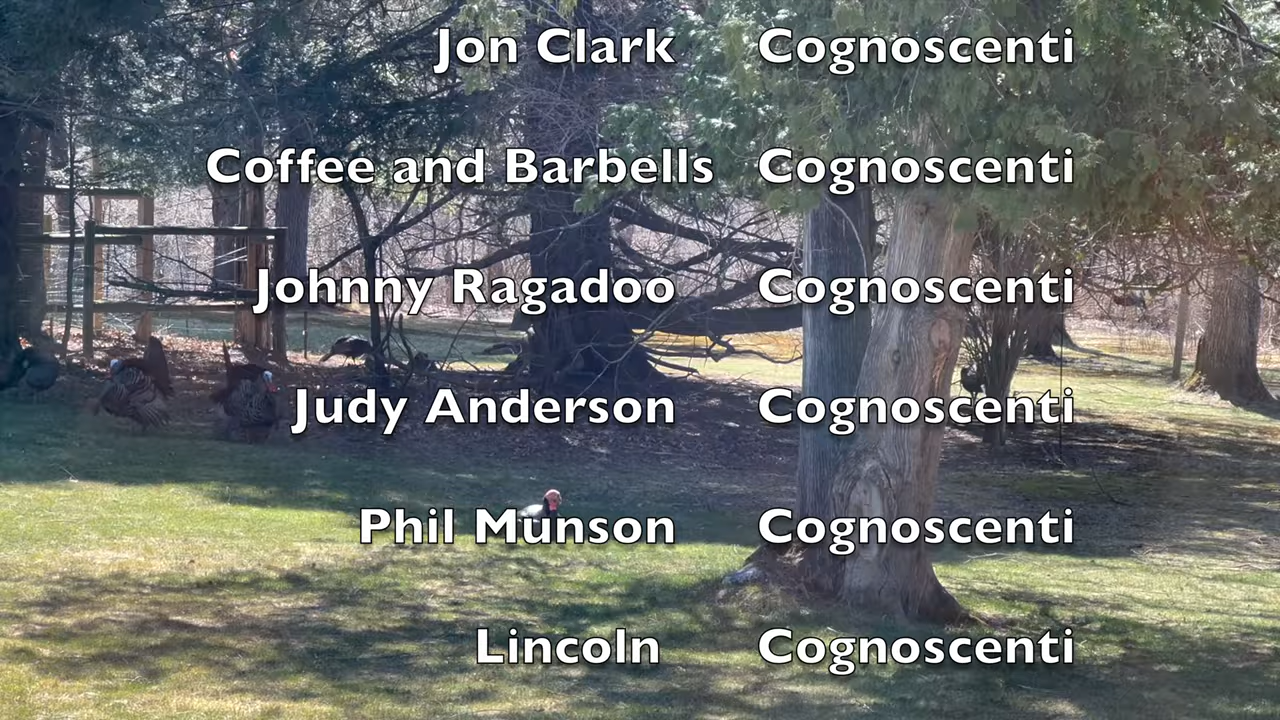 Jon Clark Cognoscenti
Coffee and Barbells Cognoscenti
Johnny Ragadoo Cognoscenti
Judy Anderson Cognoscenti
Phil Munson Cognoscenti
Lincoln Cognoscenti